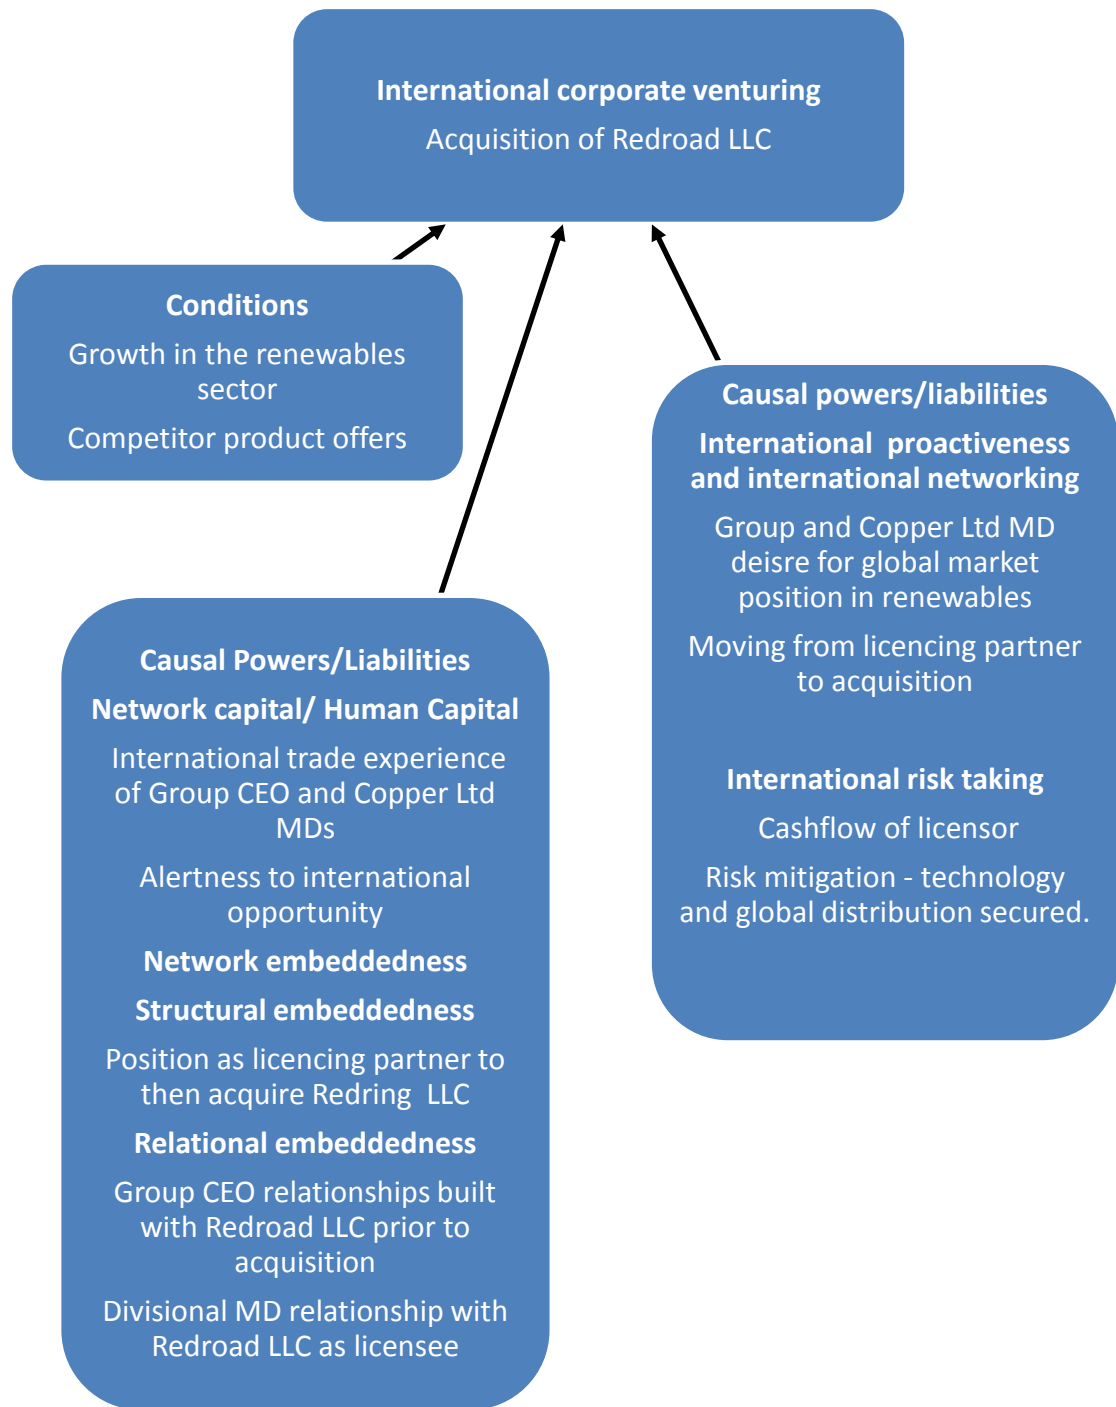 International corporate venturing
Acquisition of Redroad LLC
Conditions
Growth in the renewables
sector
Competitor product offers
Causal powers/liabilities
International proactiveness
and international networking
Group and Copper Ltd MD
deisre for global market
position in renewables
Moving from licencing partner
to acquisition
International risk taking
Cashflow of licensor
Risk mitigation - technology
and global distribution secured.
Causal Powers/Liabilities
Network capital/ Human Capital
International trade experience
of Group CEO and Copper Ltd
MDs
Alertness to international
opportunity
Network embeddedness
Structural embeddedness
Position as licencing partner to
then acquire Redring LLC
Relational embeddedness
Group CEO relationships built
with Redroad LLC prior to
acquisition
Divisional MD relationship with
Redroad LLC as licensee